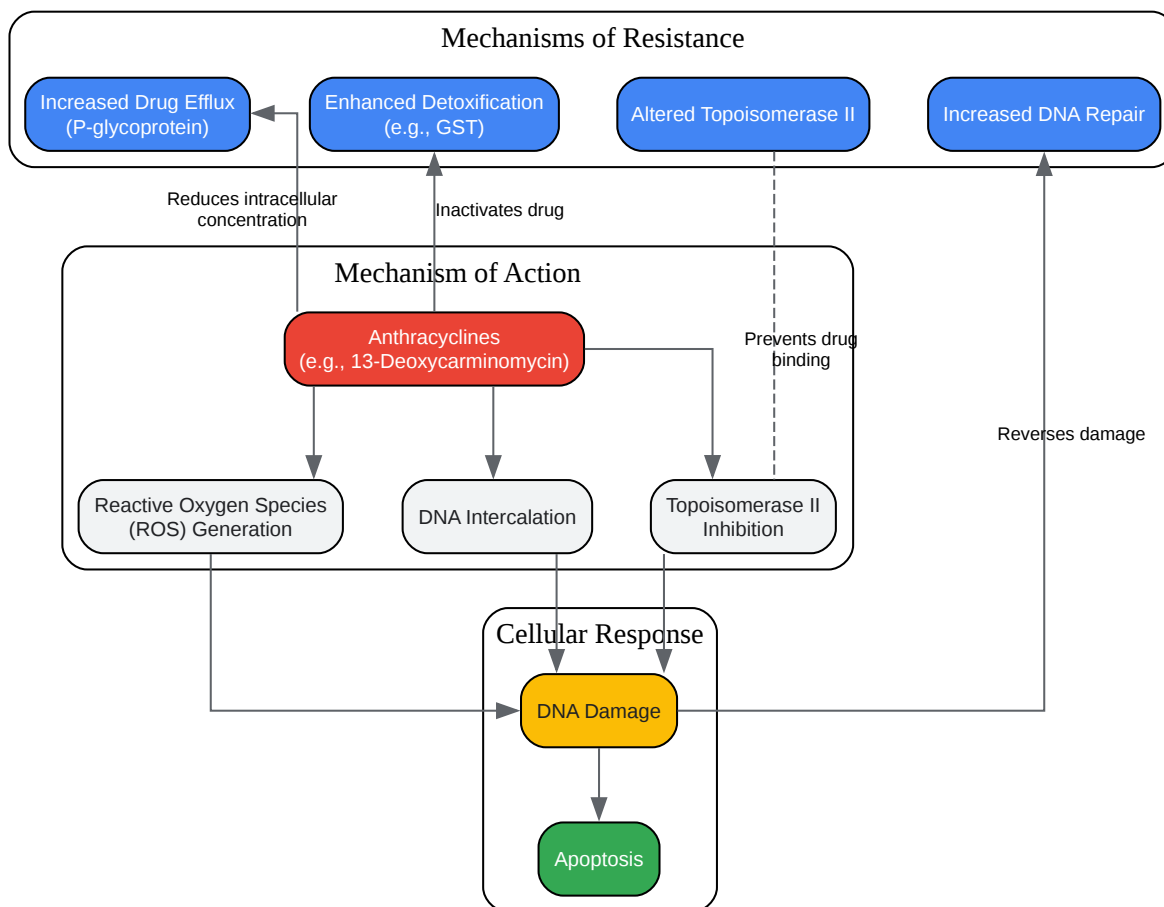 Mechanisms of Resistance
Increased Drug Efflux
(P-glycoprotein)
Enhanced Detoxification
(e.g., GST)
Altered Topoisomerase II
Increased DNA Repair
Reduces intracellular
concentration
Inactivates drug
Mechanism of Action
Anthracyclines
(e.g., 13-Deoxycarminomycin)
Prevents drug
binding
Reverses damage
Reactive Oxygen Species
(ROS) Generation
DNA Intercalation
Topoisomerase II
Inhibition
Cellular Response
DNA Damage
Apoptosis